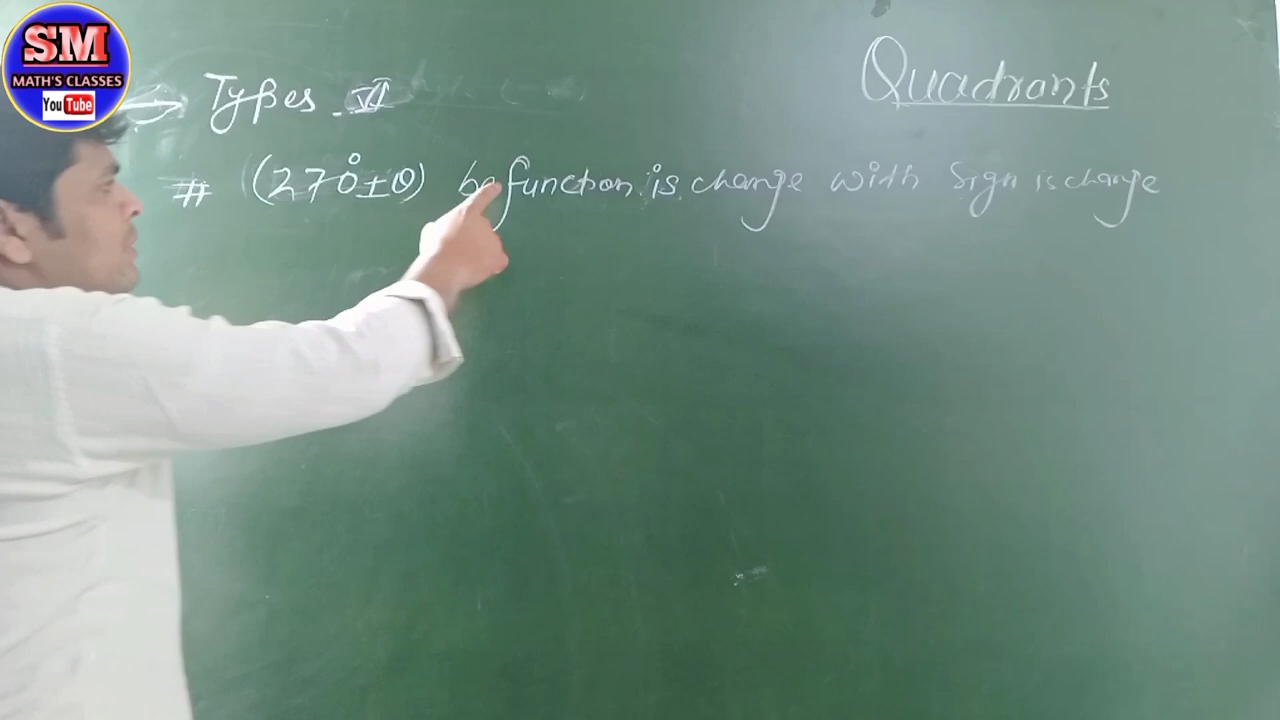 SM
MATH'S CLASSES
YouTube
Quadrants
→ Types VI
# (270°±θ) be function is change with Sign is change